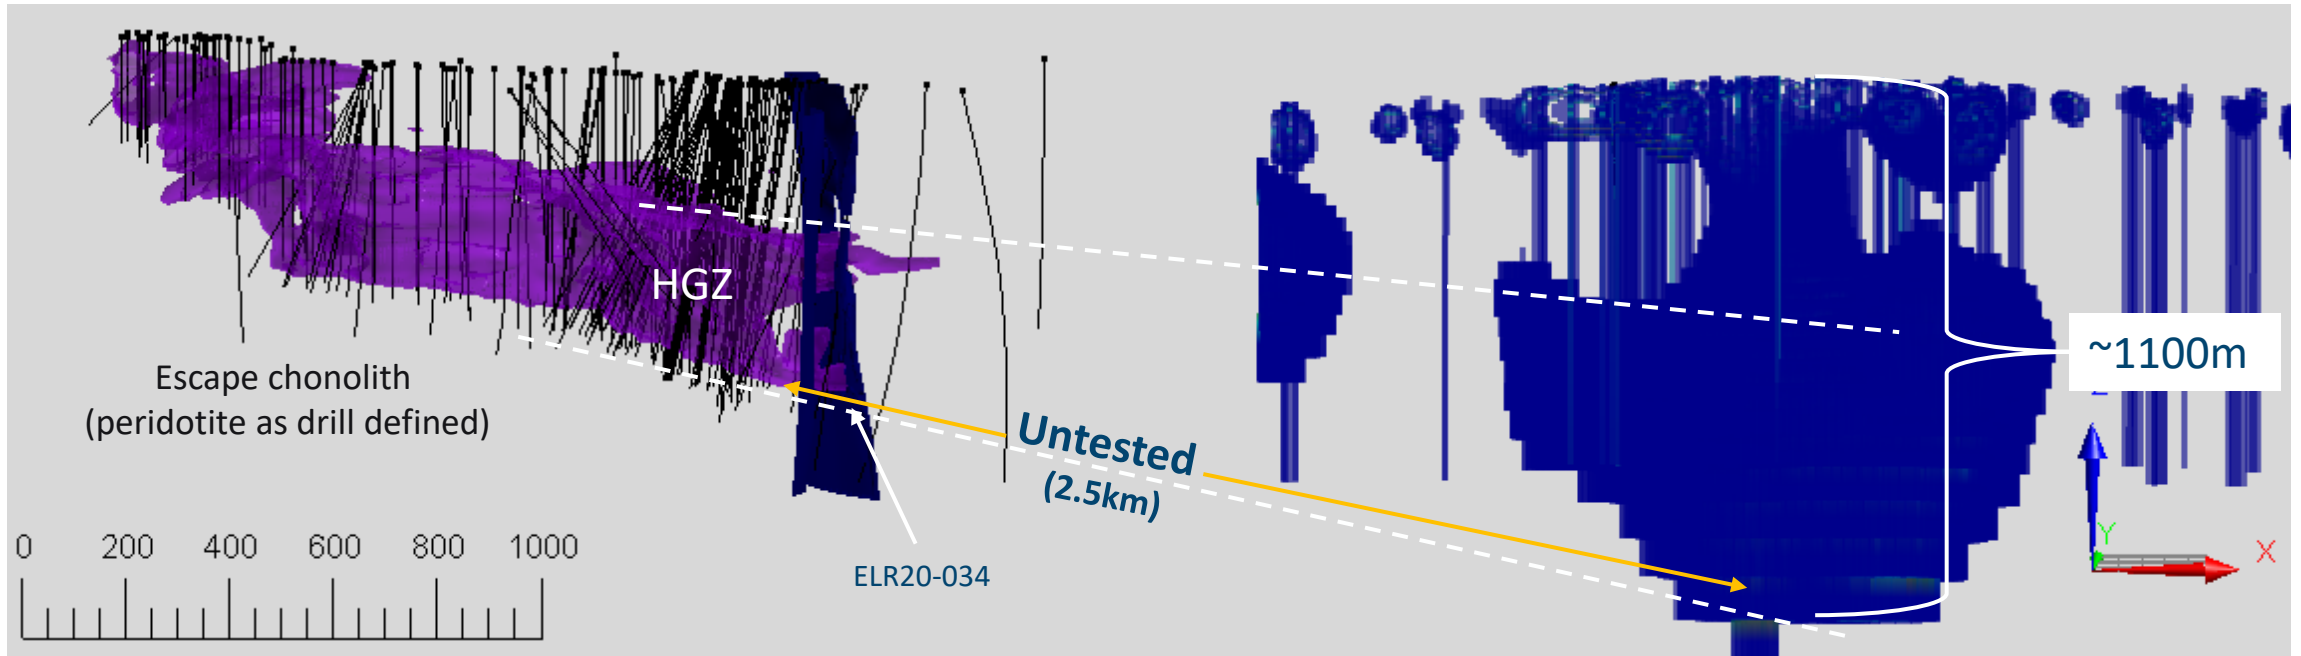 HGZ
~1100m
Escape chonolith
(peridotite as drill defined)
Untested
(2.5km)
ELR20-034
0 200 400 600 800 1000
Z
Y
X